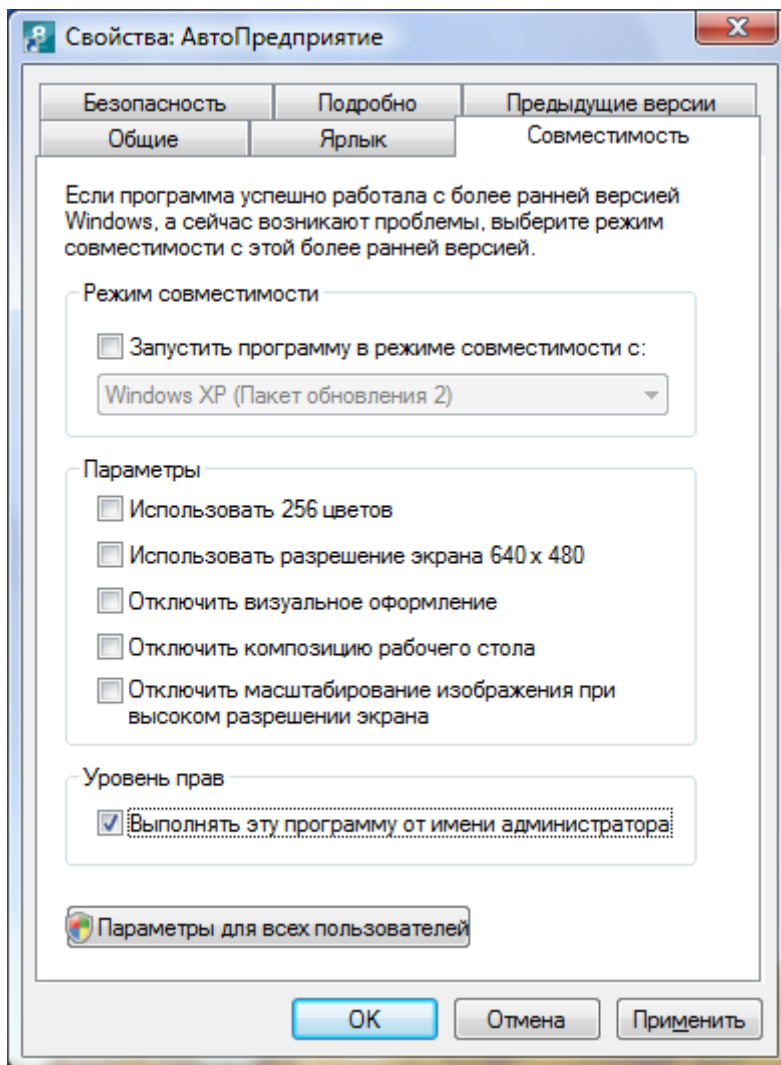 Свойства: АвтоПредприятие
Безопасность Подробно Предыдущие версии
Общие Ярлык Совместимость
Если программа успешно работала с более ранней версией
Windows, а сейчас возникают проблемы, выберите режим
совместимости с этой более ранней версией.
Режим совместимости
Запустить программу в режиме совместимости с:
Windows XP (Пакет обновления 2)
Параметры
Использовать 256 цветов
Использовать разрешение экрана 640 x 480
Отключить визуальное оформление
Отключить композицию рабочего стола
Отключить масштабирование изображения при
высоком разрешении экрана
Уровень прав
Выполнять эту программу от имени администратора
Параметры для всех пользователей
OK Отмена Применить